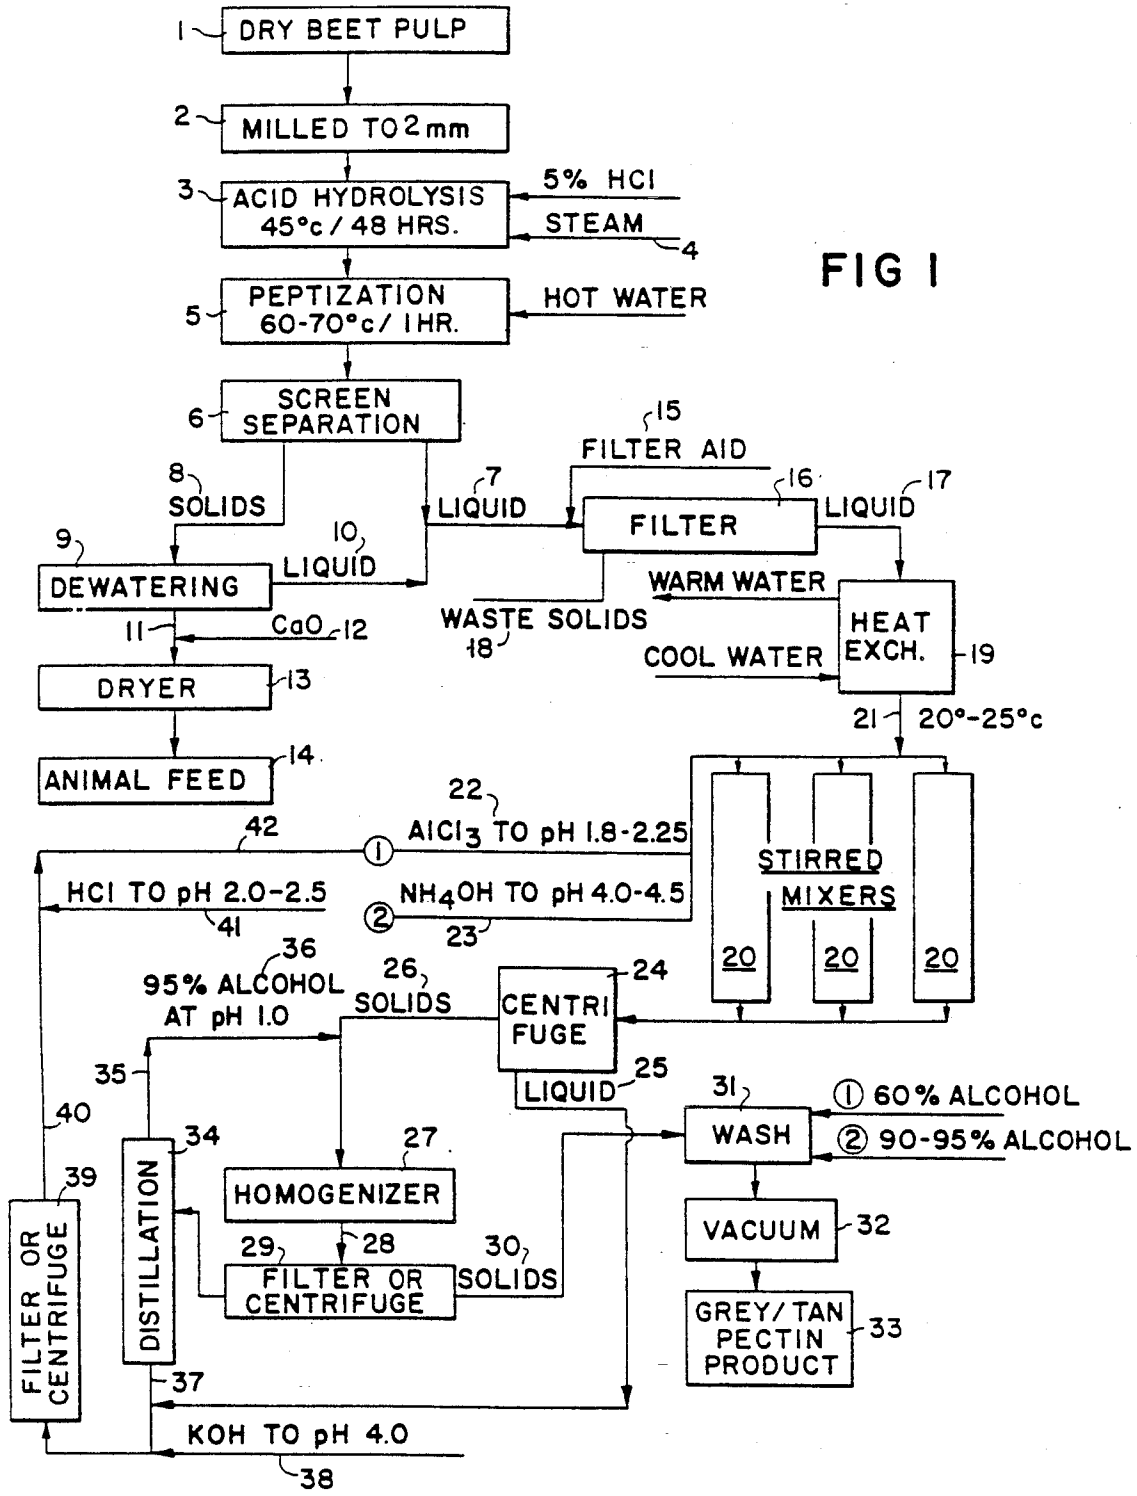 1 DRY BEET PULP
2 MILLED TO 2 mm
3 ACID HYDROLYSIS
45°c / 48 HRS.
5% HCl
STEAM
4
FIG 1
5 PEPTIZATION
60-70°c / 1 HR.
HOT WATER
6 SCREEN
SEPARATION
15
FILTER AID
8
SOLIDS
7
LIQUID
16
FILTER
17
LIQUID
9
DEWATERING
10
LIQUID
WARM WATER
WASTE SOLIDS
18
HEAT
EXCH.
19
COOL WATER
11
CaO 12
DRYER
13
21 20°-25°c
ANIMAL FEED
14
22
① AlCl3 TO pH 1.8-2.25
42
HCl TO pH 2.0-2.5
41
② NH4OH TO pH 4.0-4.5
23
STIRRED
MIXERS
20 20 20
36
95% ALCOHOL
AT pH 1.0
26
SOLIDS
24
CENTRI
FUGE
25
LIQUID
35
40
31
WASH
① 60% ALCOHOL
② 90-95% ALCOHOL
34
DISTILLATION
27
HOMOGENIZER
28
39
FILTER OR
CENTRIFUGE
29
FILTER OR
CENTRIFUGE
30
SOLIDS
VACUUM
32
GREY/TAN
PECTIN
PRODUCT
33
37
KOH TO pH 4.0
38